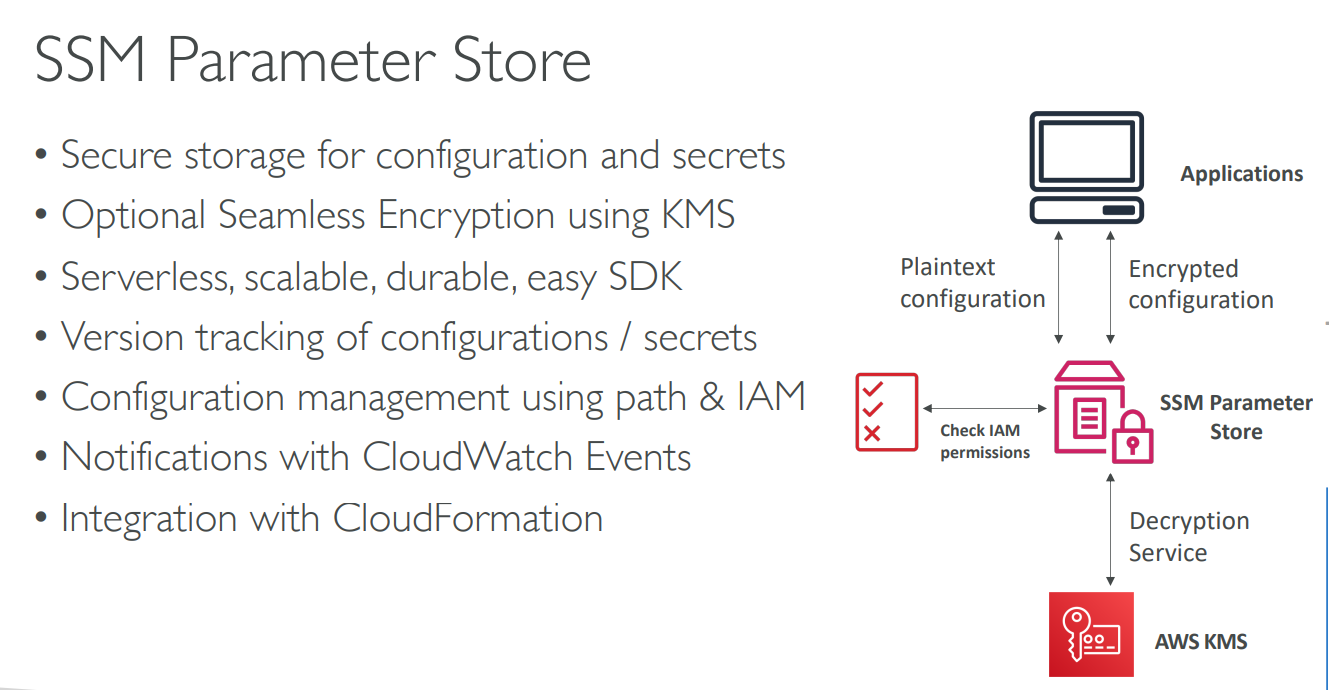 SSM Parameter Store
• Secure storage for configuration and secrets
• Optional Seamless Encryption using KMS
• Serverless, scalable, durable, easy SDK
• Version tracking of configurations / secrets
• Configuration management using path & IAM
• Notifications with CloudWatch Events
• Integration with CloudFormation
Applications
Plaintext
configuration
Encrypted
configuration
Check IAM
permissions
SSM Parameter
Store
Decryption
Service
AWS KMS